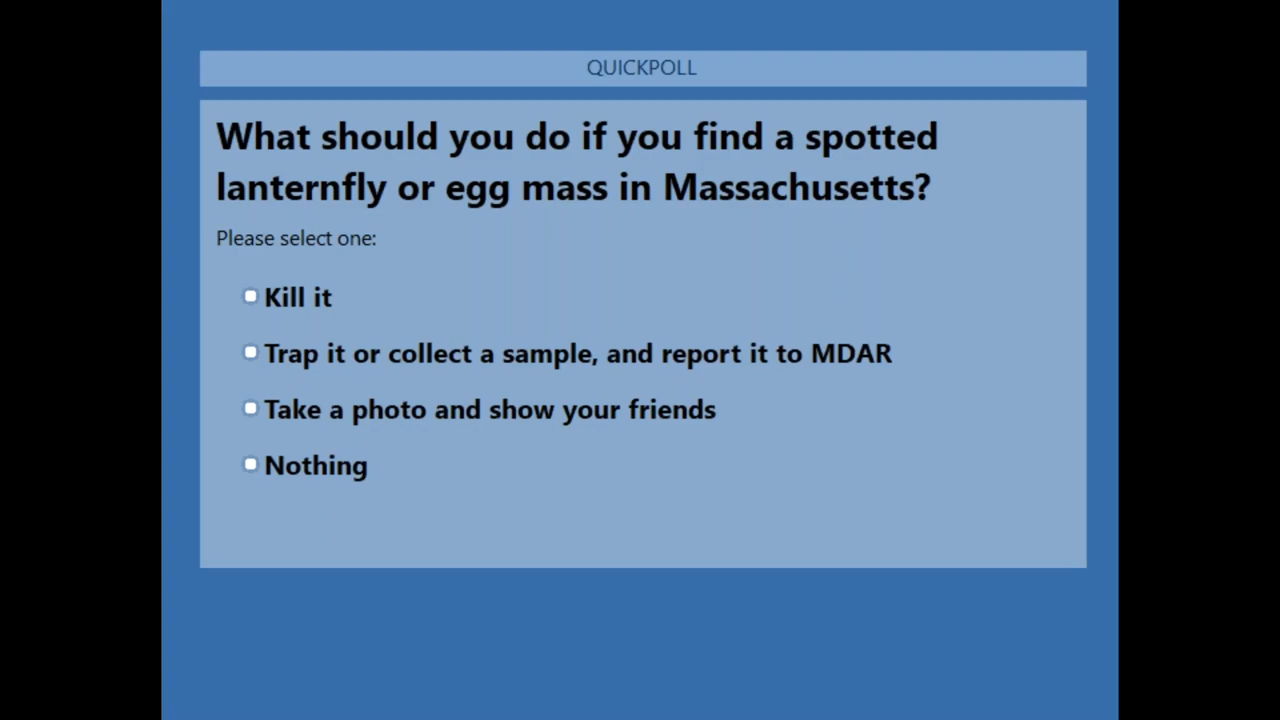 QUICKPOLL
What should you do if you find a spotted
lanternfly or egg mass in Massachusetts?
Please select one:
Kill it
Trap it or collect a sample, and report it to MDAR
Take a photo and show your friends
Nothing